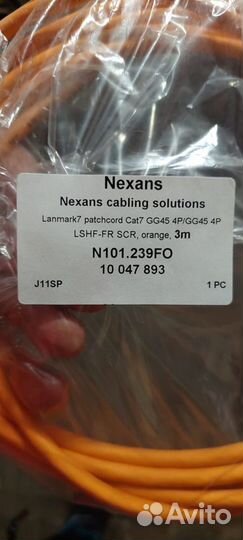 Nexans
Nexans cabling solutions
Lanmark7 patchcord Cat7 GG45 4P/GG45 4P
LSHF-FR SCR, orange, 3m
N101.239FO
10 047 893
J11SP 1 PC
Avito